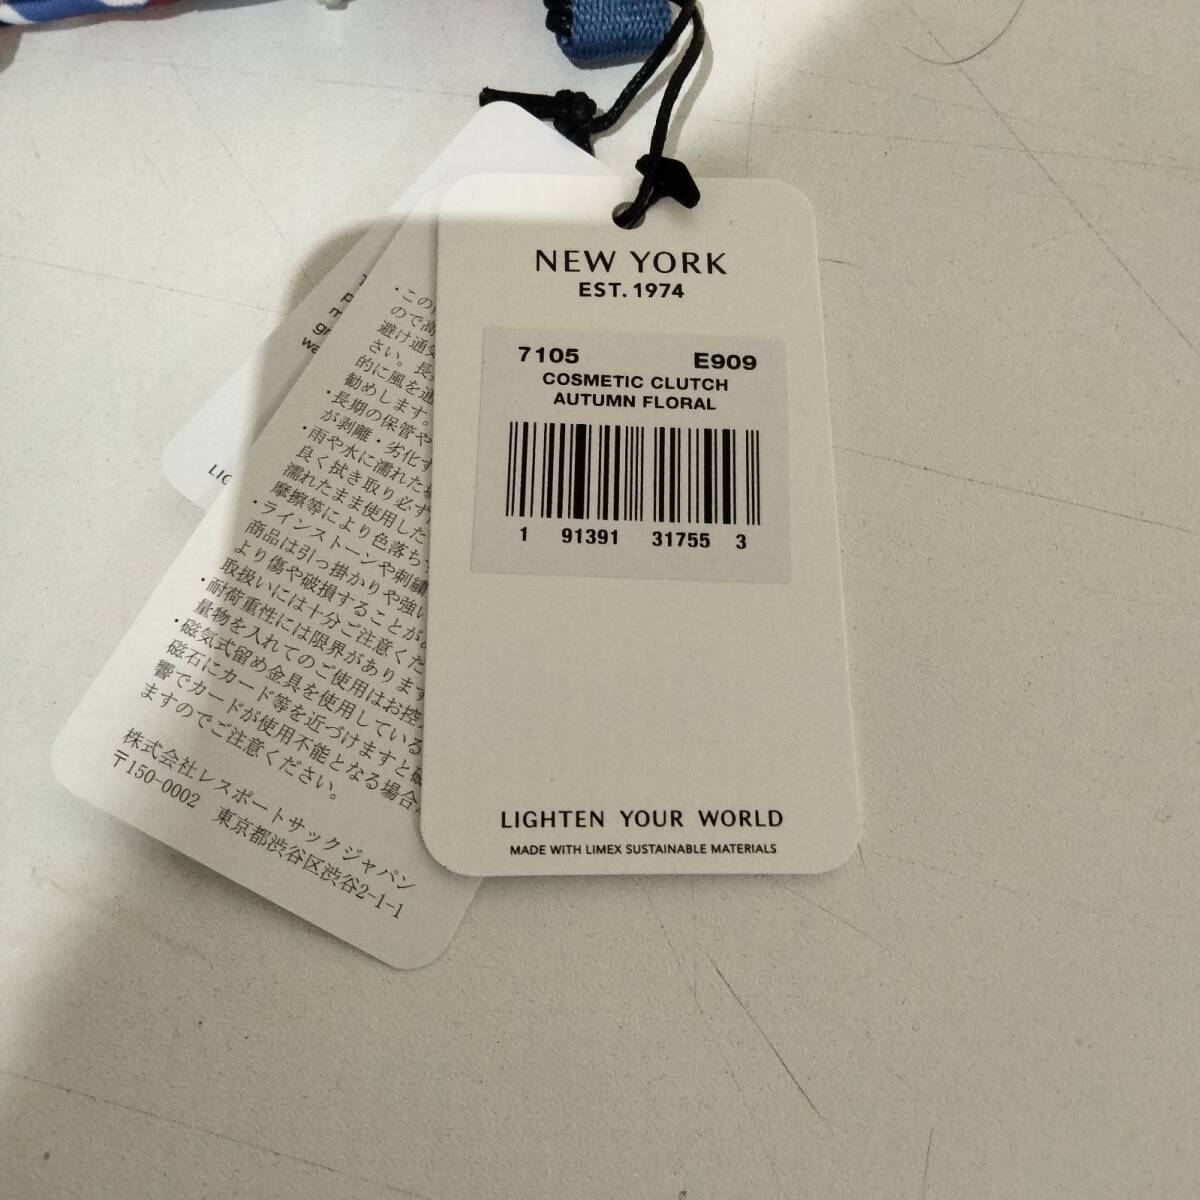 NEW YORK
EST. 1974
7105 E909
COSMETIC CLUTCH
AUTUMN FLORAL
1 91391 31755 3
LIGHTEN YOUR WORLD
MADE WITH LIMEX SUSTAINABLE MATERIALS
・この
ので高
避け通気
さい。長
的に風を通
勧めします。
・長期の保管や
が剥離・劣化す
・雨や水に濡れた
良く拭き取り必ず
濡れたまま使用した
摩擦等により色落ち
・ラインストーンや刺繍
商品は引っ掛かりや強い
より傷や破損することが
取扱いには十分ご注意くだ
・耐荷重性には限界があります
量物を入れてのご使用はお控
・磁気式留め金具を使用している
磁石にカード等を近づけますと磁
響でカードが使用不能となる場合
ますのでご注意ください。
株式会社レスポートサックジャパン
〒150-0002 東京都渋谷区渋谷2-1-1